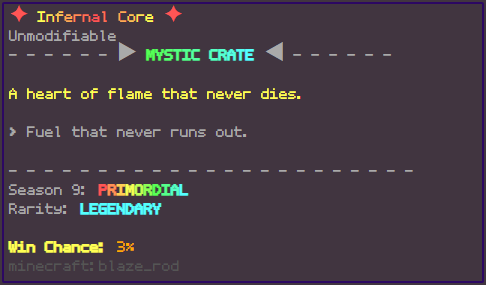 ✦ Infernal Core ✦
Unmodifiable
- - - - - - ▶ MYSTIC CRATE ◀ - - - - - -
A heart of flame that never dies.
› Fuel that never runs out.
- - - - - - - - - - - - - - - - - - - - - - - -
Season 9: PRIMORDIAL
Rarity: LEGENDARY
Win Chance: 3%
minecraft:blaze_rod